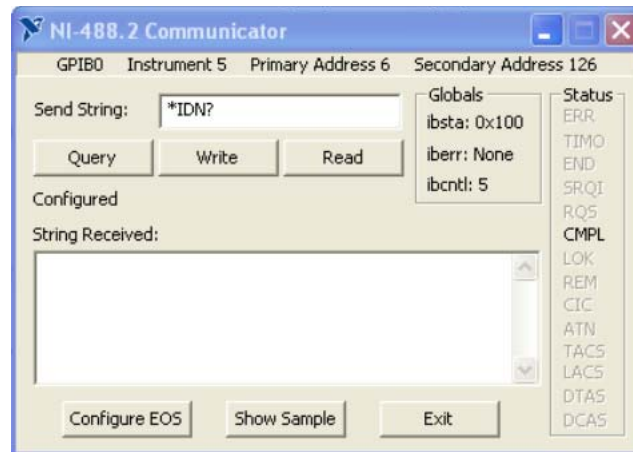 NI-488.2 Communicator
GPIB0 Instrument 5 Primary Address 6 Secondary Address 126
Send String: *IDN?
Query Write Read
Configured
String Received:
Configure EOS Show Sample Exit
Globals
ibsta: 0x100
iberr: None
ibcntl: 5
Status
ERR
TIMO
END
SRQI
RQS
CMPL
LOK
REM
CIC
ATN
TACS
LACS
DTAS
DCAS